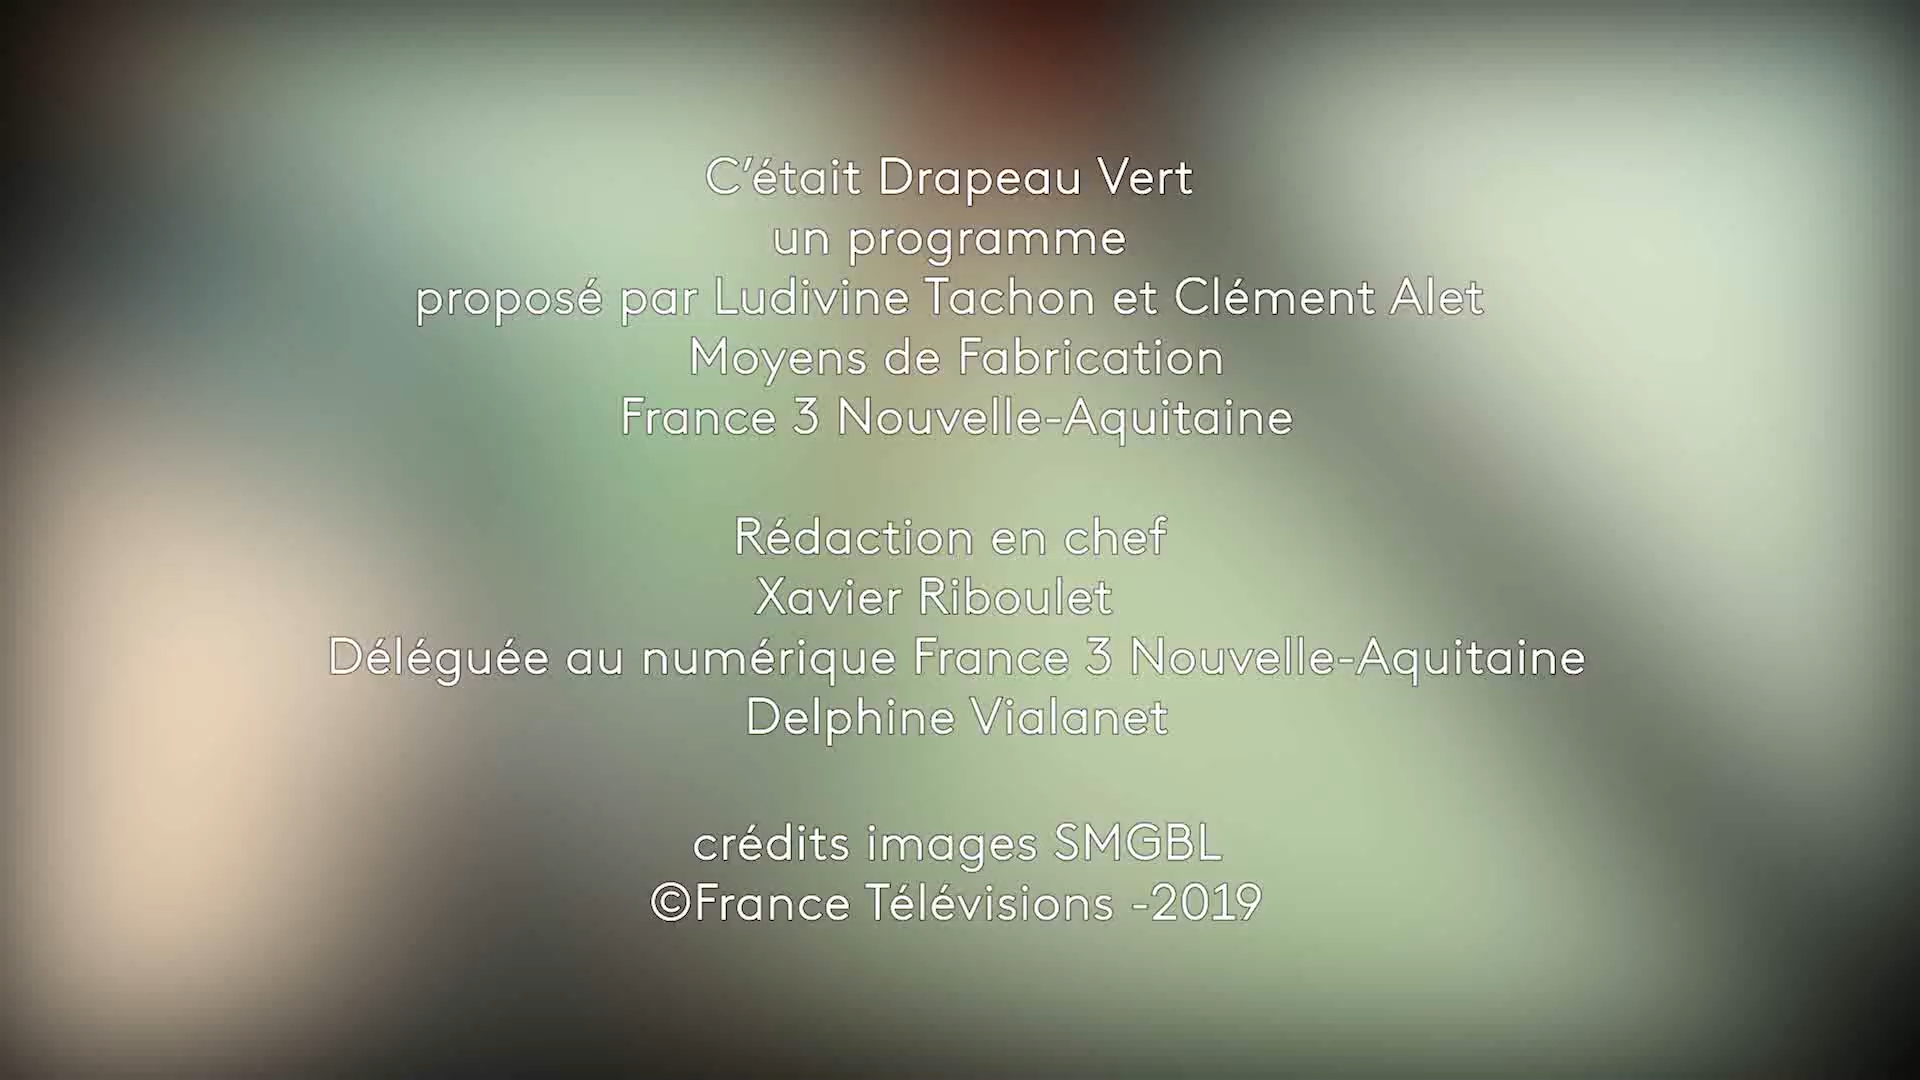 C’était Drapeau Vert
un programme
proposé par Ludivine Tachon et Clément Alet
Moyens de Fabrication
France 3 Nouvelle-Aquitaine
Rédaction en chef
Xavier Riboulet
Déléguée au numérique France 3 Nouvelle-Aquitaine
Delphine Vialanet
crédits images SMGBL
©France Télévisions -2019